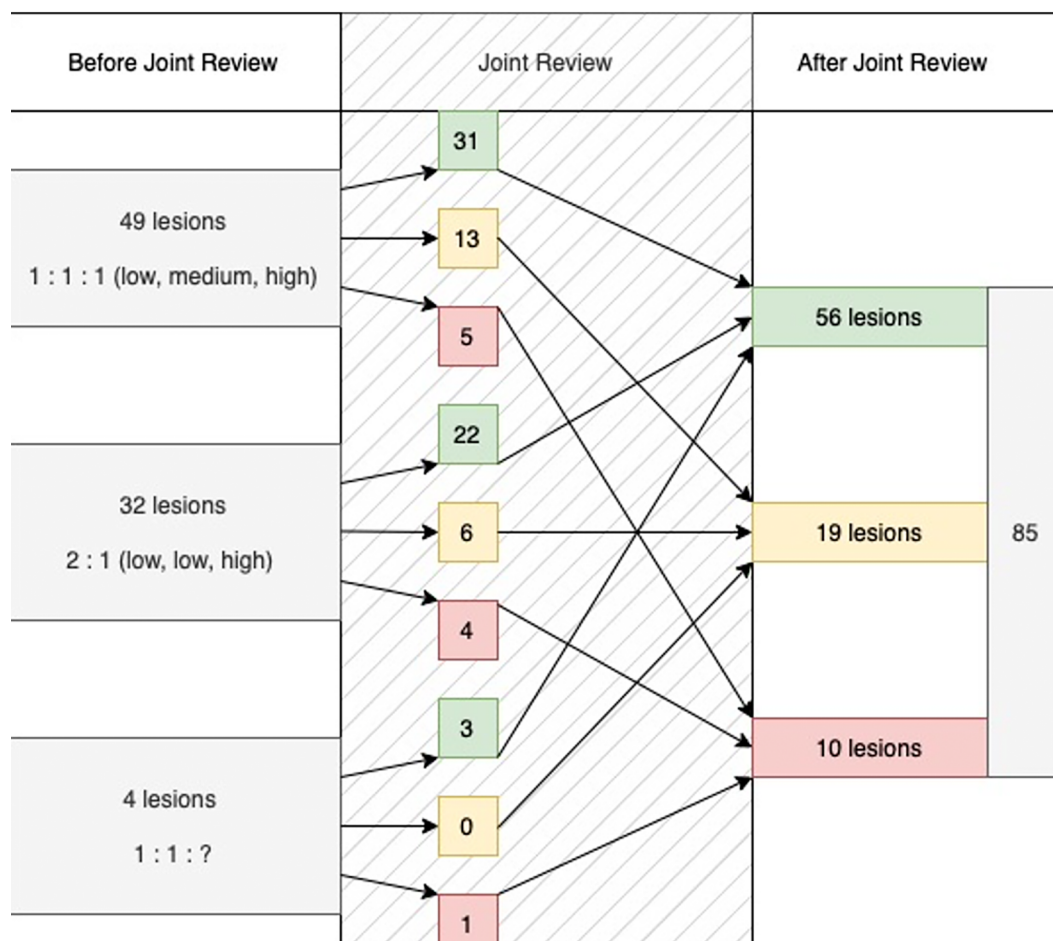 Before Joint Review
Joint Review
After Joint Review
49 lesions
1 : 1 : 1 (low, medium, high)
31
13
5
32 lesions
2 : 1 (low, low, high)
22
6
4
4 lesions
1 : 1 : ?
3
0
1
56 lesions
19 lesions
10 lesions
85